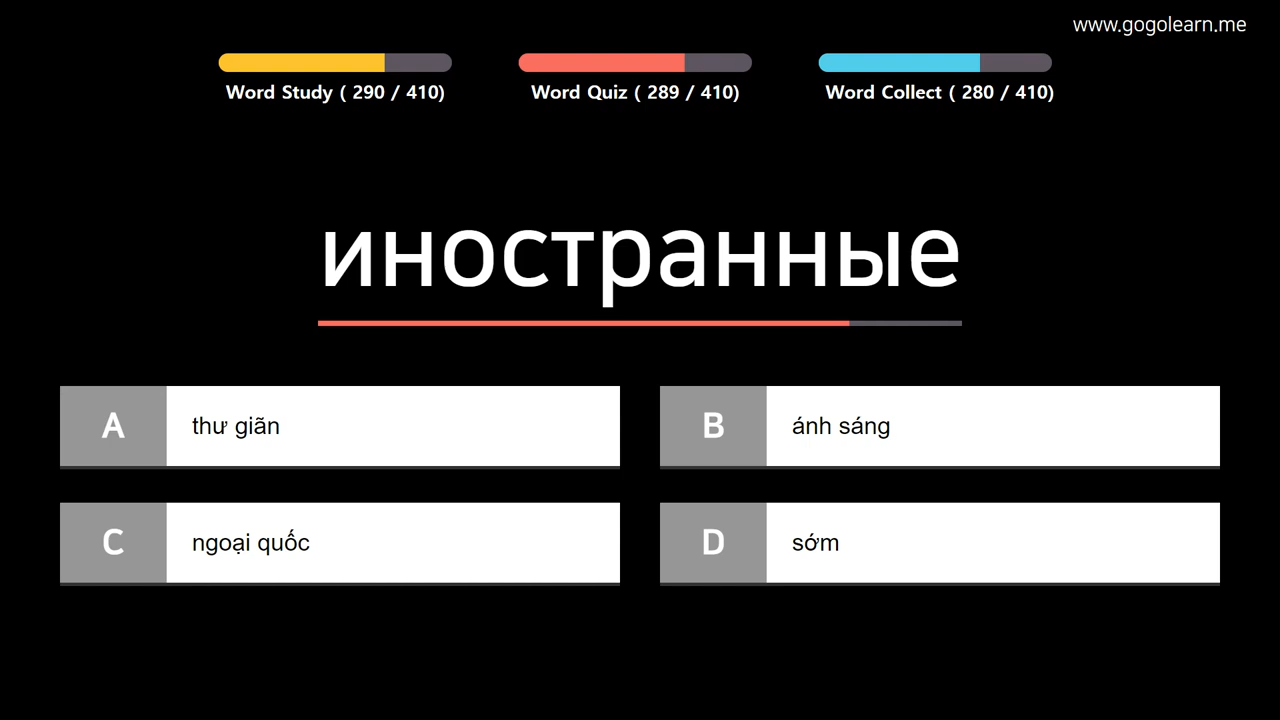 www.gogolearn.me
Word Study ( 290 / 410)
Word Quiz ( 289 / 410)
Word Collect ( 280 / 410)
иностранные
A
thư giãn
B
ánh sáng
C
ngoại quốc
D
sớm